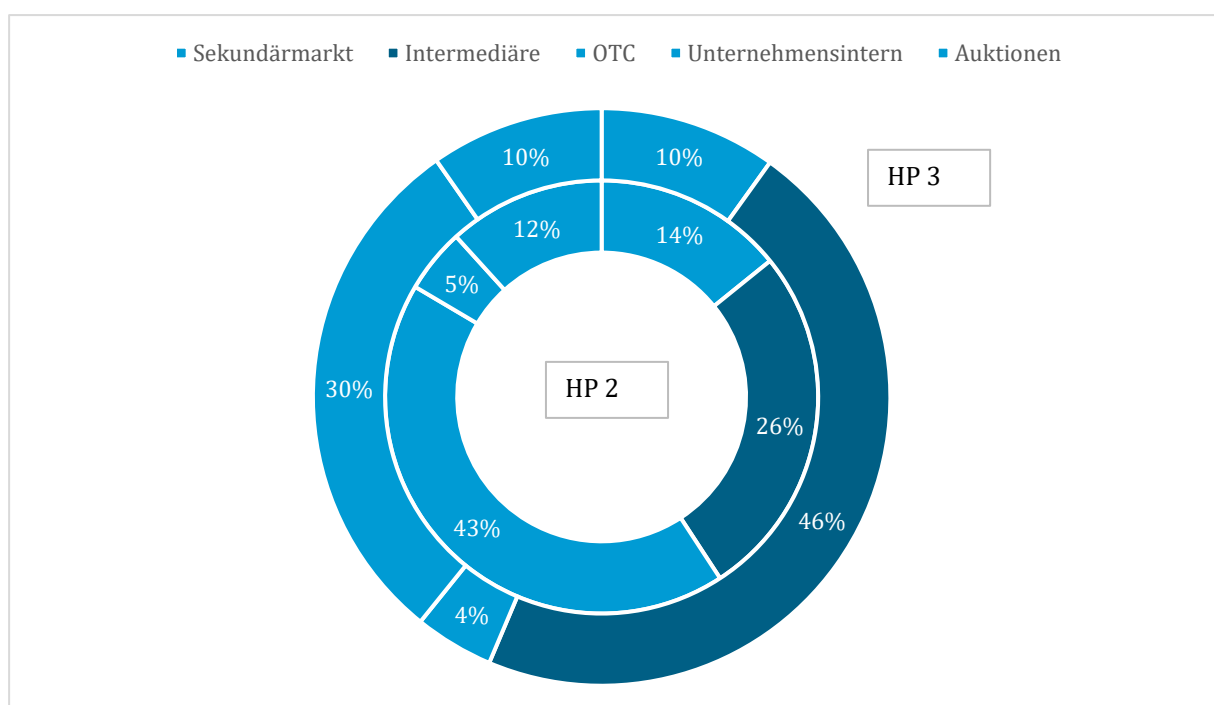 Sekundärmarkt Intermediäre OTC Unternehmensintern Auktionen
10% 10%
HP 3
12% 14%
5%
30%
HP 2
26%
43%
46%
4%